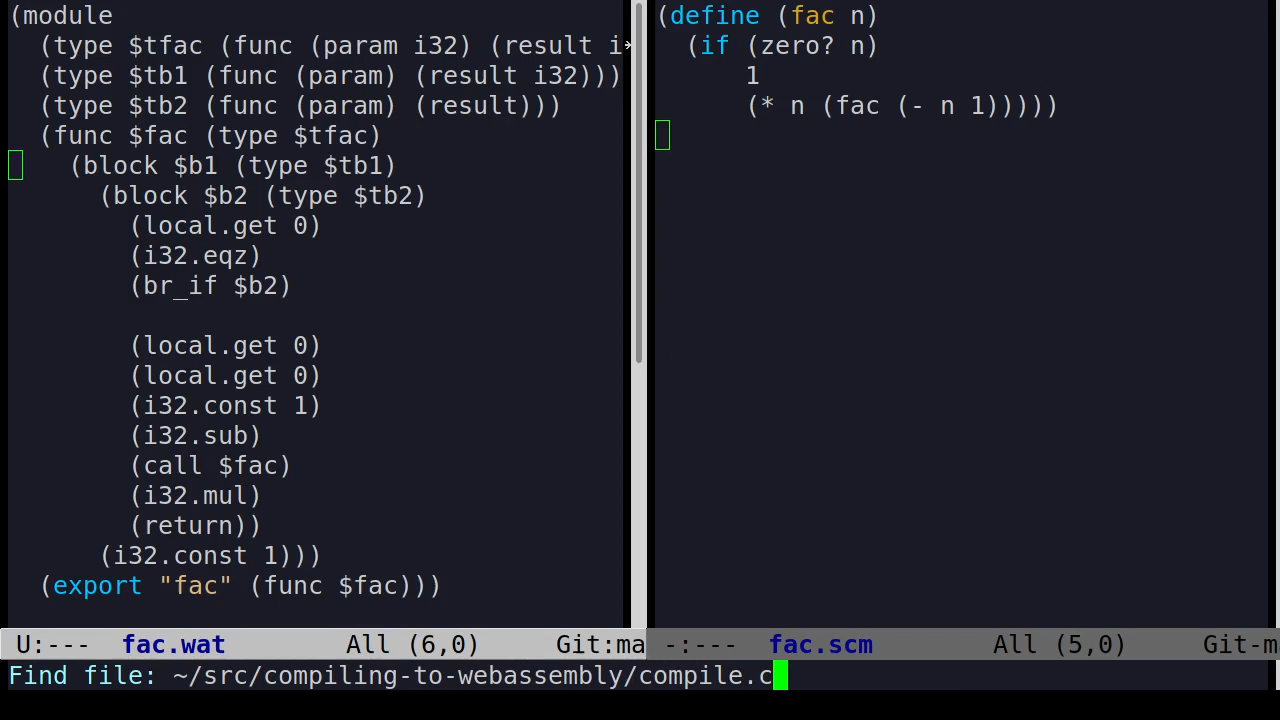 (module
  (type $tfac (func (param i32) (result i
  (type $tb1 (func (param) (result i32)))
  (type $tb2 (func (param) (result)))
  (func $fac (type $tfac)
    (block $b1 (type $tb1)
      (block $b2 (type $tb2)
        (local.get 0)
        (i32.eqz)
        (br_if $b2)

        (local.get 0)
        (local.get 0)
        (i32.const 1)
        (i32.sub)
        (call $fac)
        (i32.mul)
        (return))
      (i32.const 1)))
  (export "fac" (func $fac)))
U:---  fac.wat        All (6,0)     Git:ma
(define (fac n)
  (if (zero? n)
      1
      (* n (fac (- n 1)))))
-:---  fac.scm        All (5,0)     Git-m
Find file: ~/src/compiling-to-webassembly/compile.c